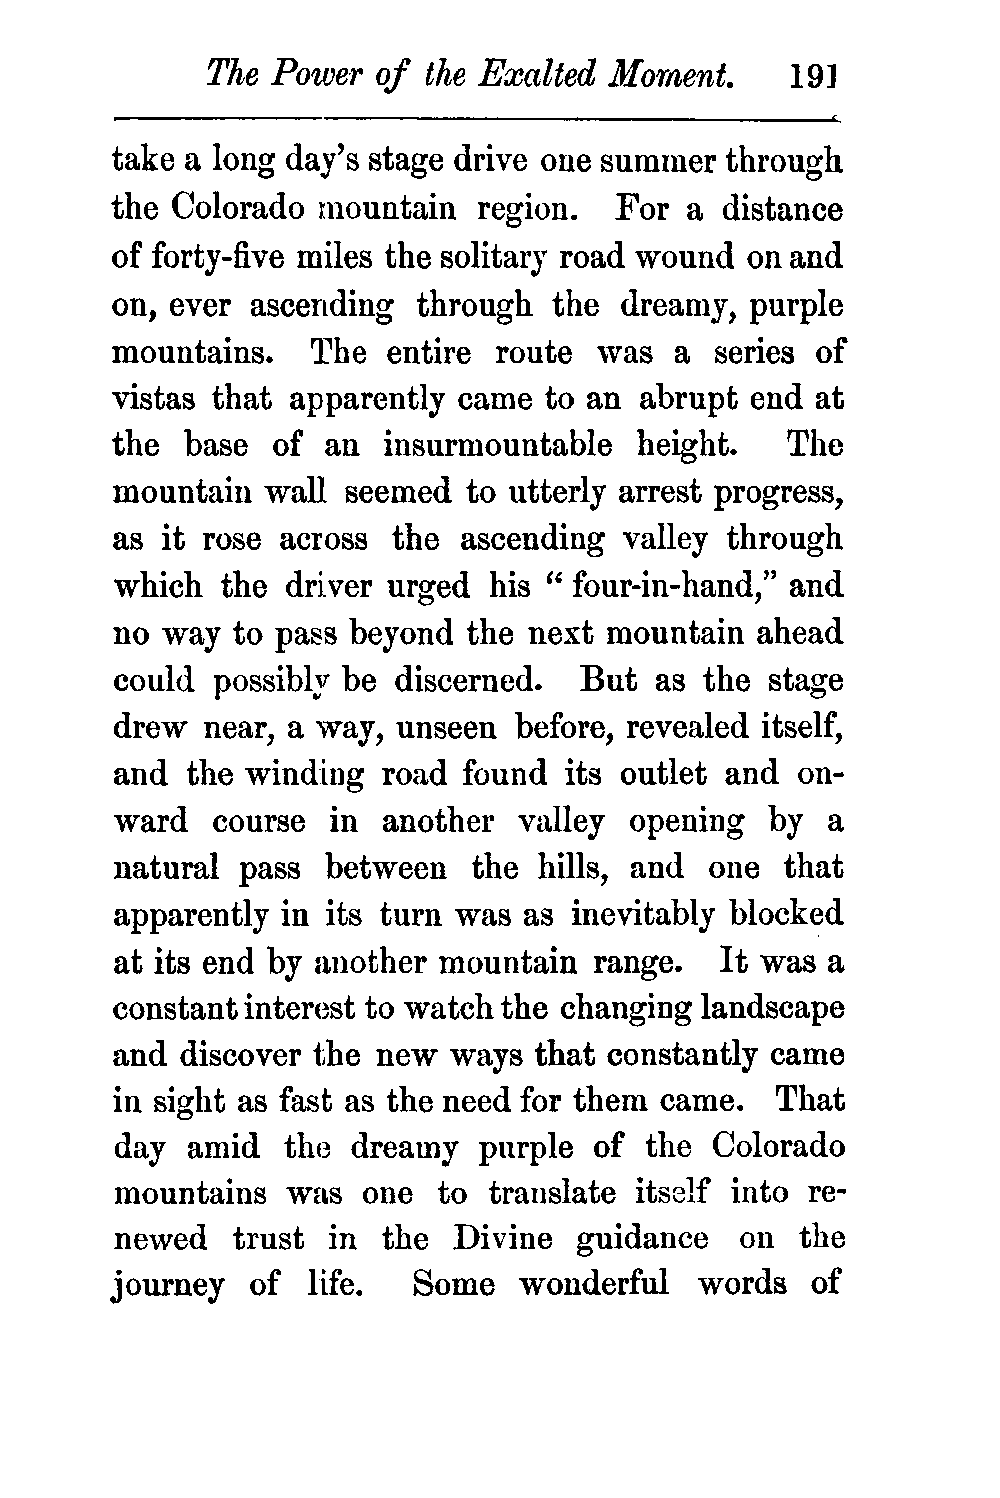 The Power of the Exalted Moment. 191
take a long day's stage drive one summer through
the Colorado mountain region. For a distance
of forty-five miles the solitary road wound on and
on, ever ascending through the dreamy, purple
mountains. The entire route was a series of
vistas that apparently came to an abrupt end at
the base of an insurmountable height. The
mountain wall seemed to utterly arrest progress,
as it rose across the ascending valley through
which the driver urged his “ four-in-hand,” and
no way to pass beyond the next mountain ahead
could possibly be discerned. But as the stage
drew near, a way, unseen before, revealed itself,
and the winding road found its outlet and on-
ward course in another valley opening by a
natural pass between the hills, and one that
apparently in its turn was as inevitably blocked
at its end by another mountain range. It was a
constant interest to watch the changing landscape
and discover the new ways that constantly came
in sight as fast as the need for them came. That
day amid the dreamy purple of the Colorado
mountains was one to translate itself into re-
newed trust in the Divine guidance on the
journey of life. Some wonderful words of